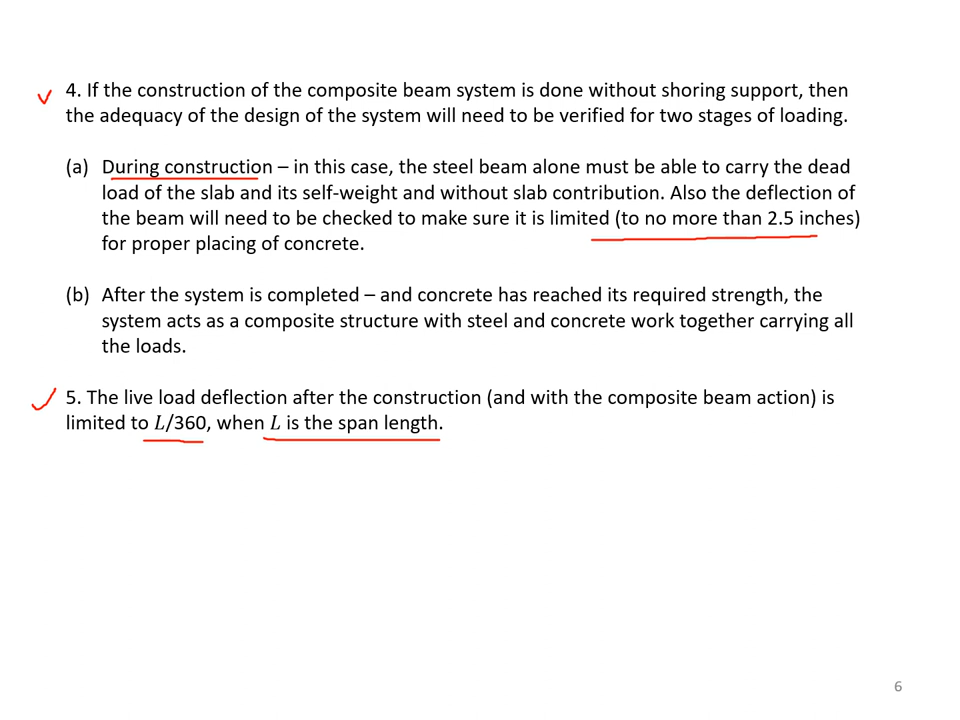 4. If the construction of the composite beam system is done without shoring support, then
the adequacy of the design of the system will need to be verified for two stages of loading.
(a) During construction – in this case, the steel beam alone must be able to carry the dead
load of the slab and its self-weight and without slab contribution. Also the deflection of
the beam will need to be checked to make sure it is limited (to no more than 2.5 inches)
for proper placing of concrete.
(b) After the system is completed – and concrete has reached its required strength, the
system acts as a composite structure with steel and concrete work together carrying all
the loads.
5. The live load deflection after the construction (and with the composite beam action) is
limited to L/360, when L is the span length.
6